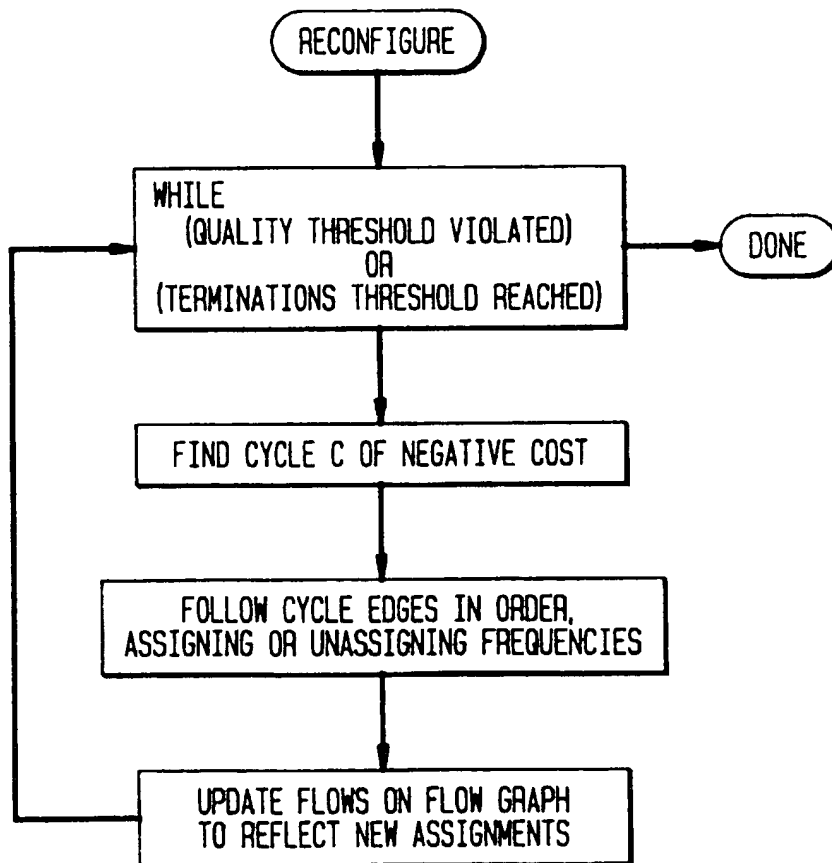 RECONFIGURE
WHILE
(QUALITY THRESHOLD VIOLATED)
OR
(TERMINATIONS THRESHOLD REACHED)
DONE
FIND CYCLE C OF NEGATIVE COST
FOLLOW CYCLE EDGES IN ORDER,
ASSIGNING OR UNASSIGNING FREQUENCIES
UPDATE FLOWS ON FLOW GRAPH
TO REFLECT NEW ASSIGNMENTS